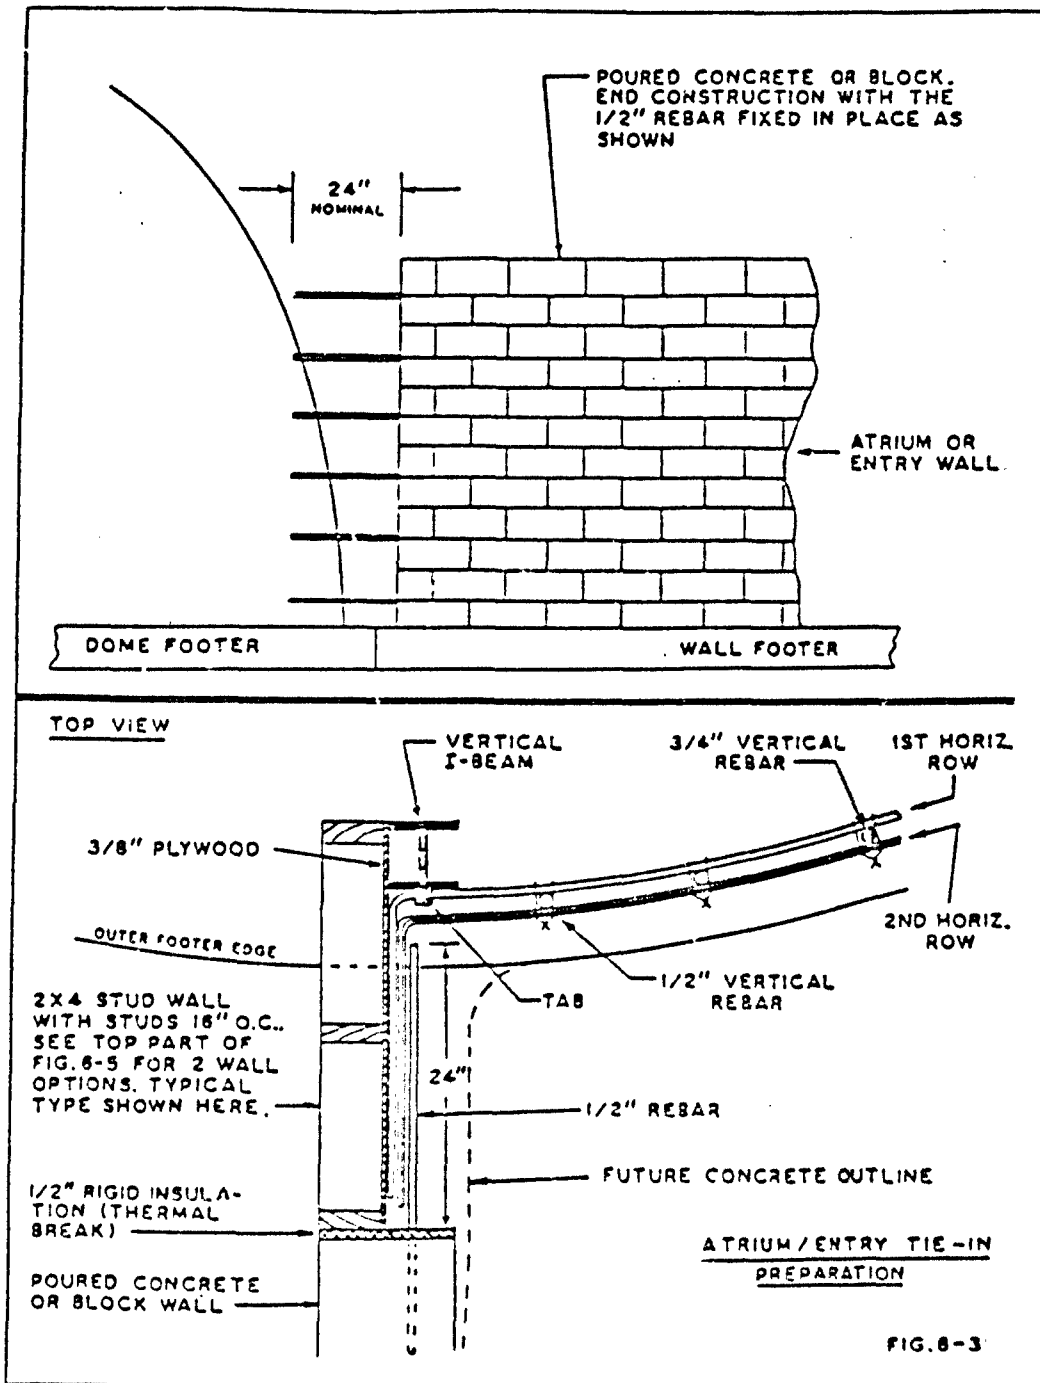 POURED CONCRETE OR BLOCK.
END CONSTRUCTION WITH THE
1/2" REBAR FIXED IN PLACE AS
SHOWN
24"
NOMINAL
ATRIUM OR
ENTRY WALL
DOME FOOTER
WALL FOOTER
TOP VIEW
VERTICAL
I-BEAM
3/4" VERTICAL
REBAR
1ST HORIZ.
ROW
3/8" PLYWOOD
2ND HORIZ.
ROW
OUTER FOOTER EDGE
1/2" VERTICAL
REBAR
TAB
2X4 STUD WALL
WITH STUDS 16" O.C..
SEE TOP PART OF
FIG.6-5 FOR 2 WALL
OPTIONS. TYPICAL
TYPE SHOWN HERE.
24"
1/2" REBAR
FUTURE CONCRETE OUTLINE
1/2" RIGID INSULA-
TION (THERMAL
BREAK)
ATRIUM/ENTRY TIE-IN
PREPARATION
POURED CONCRETE
OR BLOCK WALL
FIG.6-3